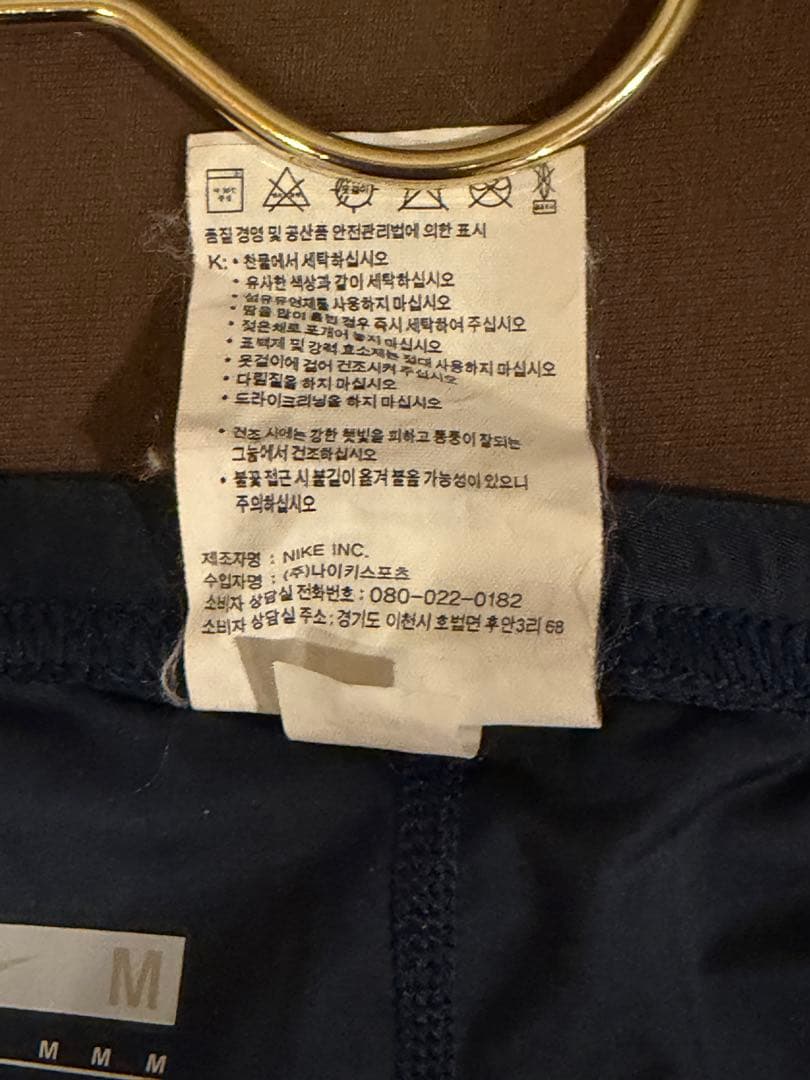 품질 경영 및 공산품 안전관리법에 의한 표시
K: • 찬물에서 세탁하십시오
• 유사한 색상과 같이 세탁하십시오
• 섬유유연제를 사용하지 마십시오
• 땀을 많이 흘린 경우 즉시 세탁하여 주십시오
• 젖은채로 포개어 놓지 마십시오
• 표백제 및 강력 효소제는 절대 사용하지 마십시오
• 옷걸이에 걸어 건조시켜 주십시오
• 다림질을 하지 마십시오
• 드라이크리닝을 하지 마십시오
• 건조 시에는 강한 햇빛을 피하고 통풍이 잘되는
그늘에서 건조하십시오
• 불꽃 접근 시 불길이 옮겨 붙을 가능성이 있으니
주의하십시오
제조자명 : NIKE INC.
수입자명 : (주)나이키스포츠
소비자 상담실 전화번호 : 080-022-0182
소비자 상담실 주소 : 경기도 이천시 호법면 후안3리 68
M
M M M